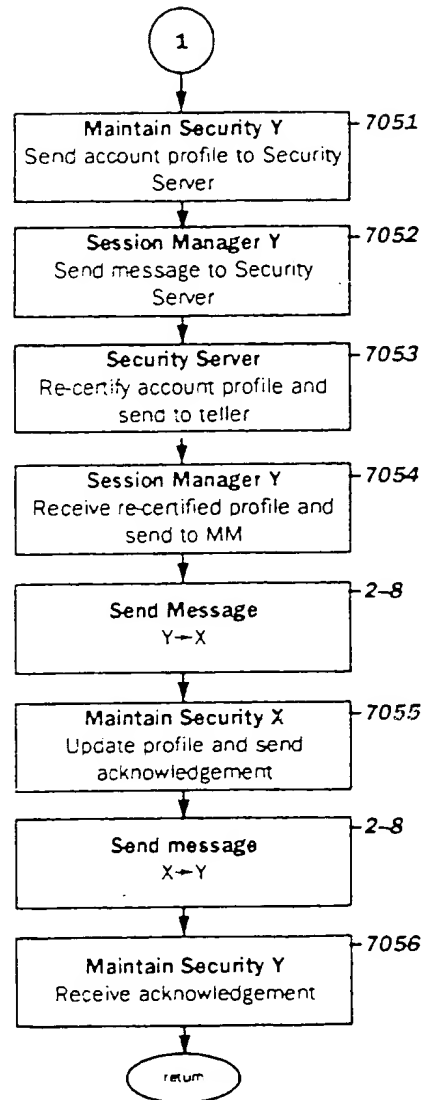 1
Maintain Security Y
7051
Send account profile to Security
Server
Session Manager Y
7052
Send message to Security
Server
Security Server
7053
Re-certify account profile and
send to teller
Session Manager Y
7054
Receive re-certified profile and
send to MM
2-8
Send Message
Y→X
Maintain Security X
7055
Update profile and send
acknowledgement
2-8
Send message
X→Y
7056
Maintain Security Y
Receive acknowledgement
return